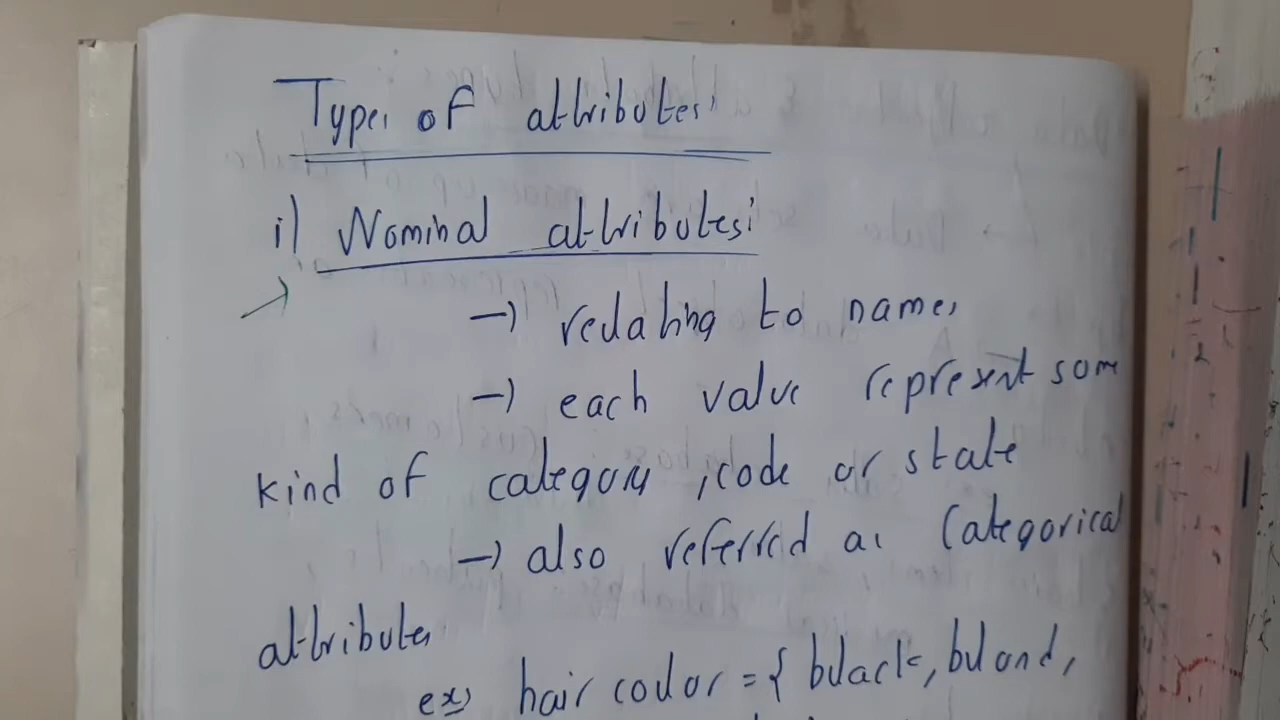 Types of attributes:
i) Nominal attributes:
→ relating to names
→ each value represent some
kind of category, code or state
→ also referred as Categorical
attributes
ex) hair color = { black, blond,